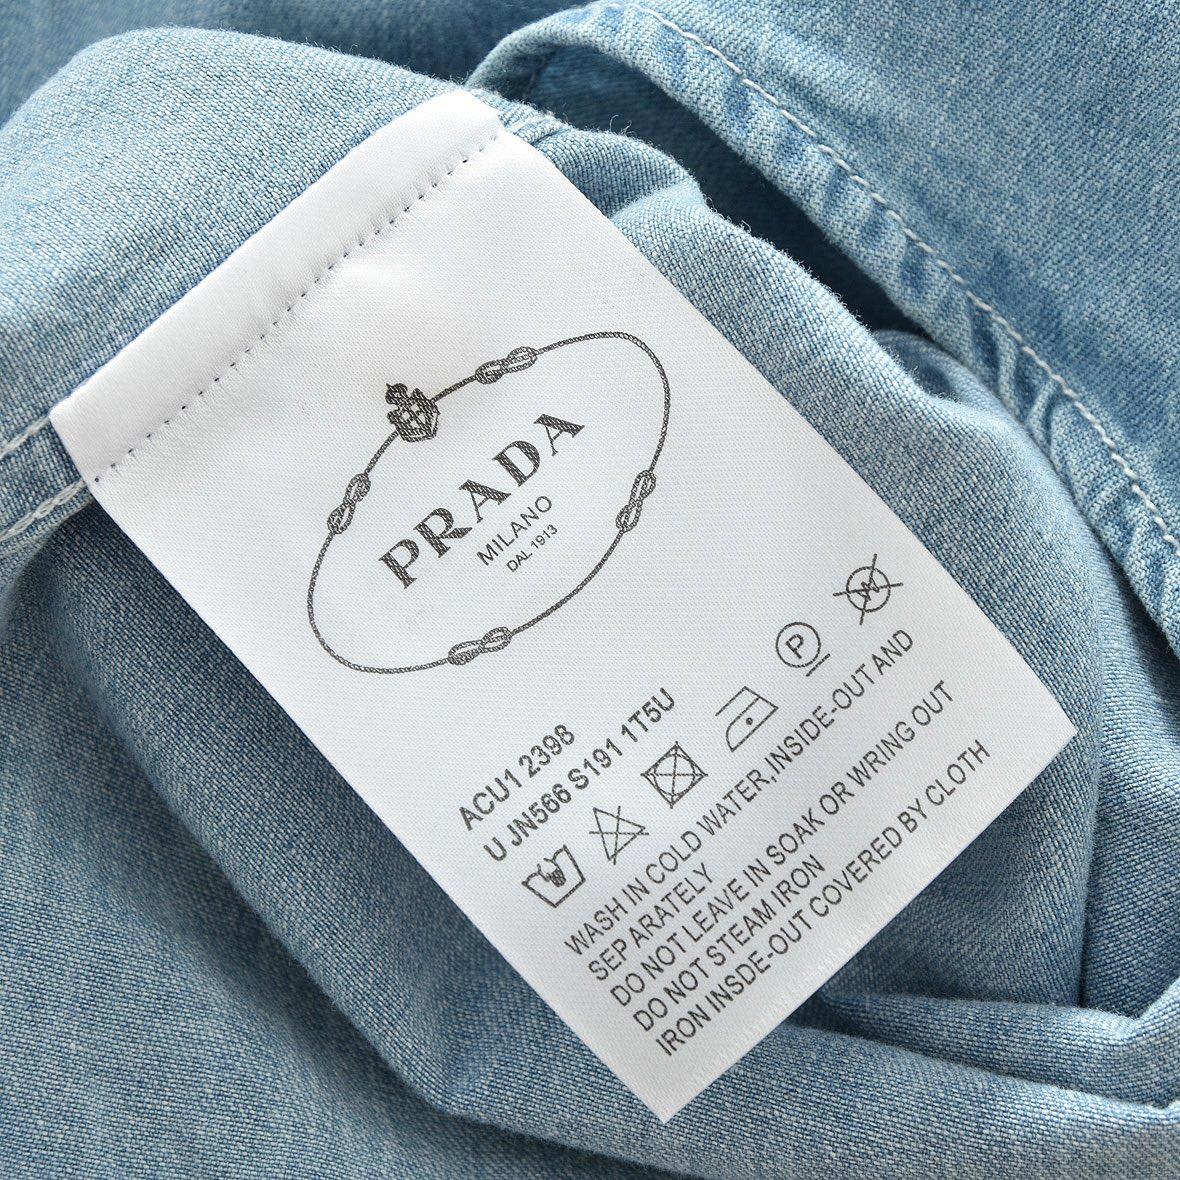 PRADA
MILANO
DAL 1913
ACU1 2398
U JN566 S191 1T5U
P
WASH IN COLD WATER,INSIDE-OUT AND
SEPARATELY
DO NOT LEAVE IN SOAK OR WRING OUT
DO NOT STEAM IRON
IRON INSDE-OUT COVERED BY CLOTH